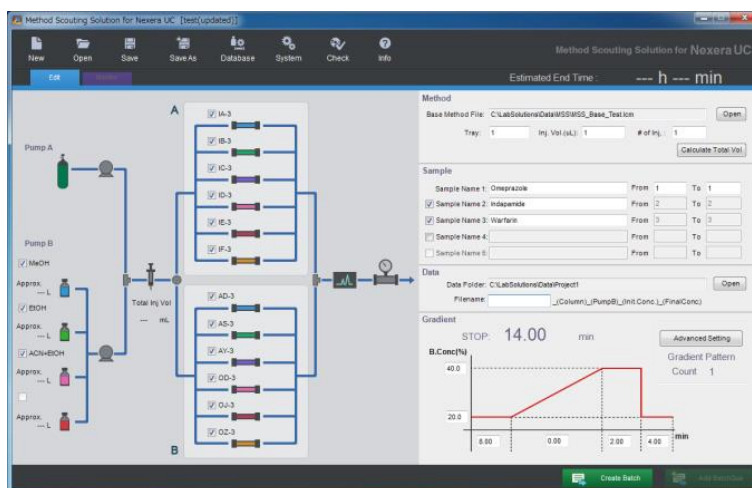 Method Scouting Solution for Nexera UC [test(updated)]
New Open Save Save As Database System Check Info
Method Scouting Solution for Nexera UC
Edit
Estimated End Time : --- h --- min
Method
Base Method File: C:\LabSolutions\Data\MSS\MSS_Base_Test.lcm Open
Tray: 1 Inj. Vol.(uL): 1 # of Inj. : 1
Calculate Total Vol.
Sample
Sample Name 1: Omeprazole From 1 To 1
Sample Name 2: Indapamide From 2 To 2
Sample Name 3: Warfarin From 3 To 3
Sample Name 4: From To
Sample Name 5: From To
Data
Data Folder: C:\LabSolutions\Data\Project1 Open
Filename: _(Column)_(PumpB)_(Init.Conc.)_(FinalConc)
Gradient
STOP: 14.00 min
Advanced Setting
B.Conc(%)
Gradient Pattern
Count 1
40.0
20.0
8.00 0.00 2.00 4.00 min
Create Batch
A
IA-3
IB-3
IC-3
ID-3
IE-3
IF-3
Pump A
Pump B
MeOH
Approx.
--- L
EtOH
Approx.
--- L
ACN+EtOH
Approx.
--- L
Approx.
--- L
Total Inj Vol
--- mL
AD-3
AS-3
AY-3
OD-3
OJ-3
OZ-3
B